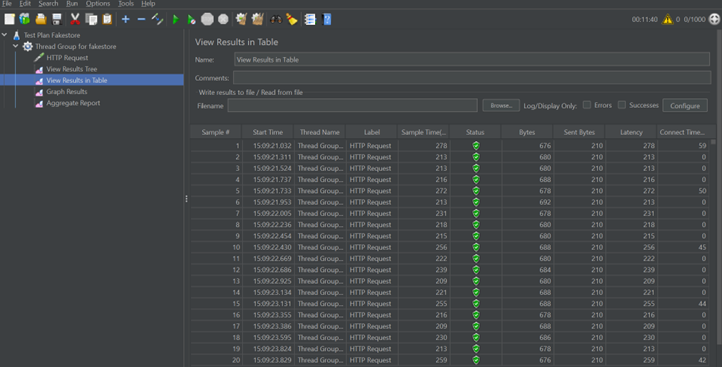 File Edit Search Run Options Tools Help
00:11:40 0 0/1000
Test Plan Fakestore
Thread Group for fakestore
HTTP Request
View Results Tree
View Results in Table
Graph Results
Aggregate Report
View Results in Table
Name: View Results in Table
Comments:
Write results to file / Read from file
Filename Browse... Log/Display Only: Errors Successes Configure
Sample # Start Time Thread Name Label Sample Time(... Status Bytes Sent Bytes Latency Connect Time...
1 15:09:21.032 Thread Group... HTTP Request 278 676 210 278 59
2 15:09:21.311 Thread Group... HTTP Request 213 680 210 213 0
3 15:09:21.524 Thread Group... HTTP Request 213 680 210 213 0
4 15:09:21.737 Thread Group... HTTP Request 216 688 210 216 0
5 15:09:21.733 Thread Group... HTTP Request 272 678 210 272 50
6 15:09:21.953 Thread Group... HTTP Request 213 692 210 213 0
7 15:09:22.005 Thread Group... HTTP Request 231 678 210 231 0
8 15:09:22.236 Thread Group... HTTP Request 218 680 210 218 0
9 15:09:22.454 Thread Group... HTTP Request 215 680 210 215 0
10 15:09:22.430 Thread Group... HTTP Request 256 688 210 256 45
11 15:09:22.669 Thread Group... HTTP Request 222 680 210 222 0
12 15:09:22.686 Thread Group... HTTP Request 239 684 210 239 0
13 15:09:22.925 Thread Group... HTTP Request 209 680 210 209 0
14 15:09:23.134 Thread Group... HTTP Request 221 688 210 221 0
15 15:09:23.131 Thread Group... HTTP Request 255 688 210 255 44
16 15:09:23.355 Thread Group... HTTP Request 216 678 210 216 0
17 15:09:23.386 Thread Group... HTTP Request 209 688 210 209 0
18 15:09:23.595 Thread Group... HTTP Request 230 686 210 230 0
19 15:09:23.824 Thread Group... HTTP Request 213 678 210 213 0
20 15:09:23.829 Thread Group... HTTP Request 259 676 210 259 42